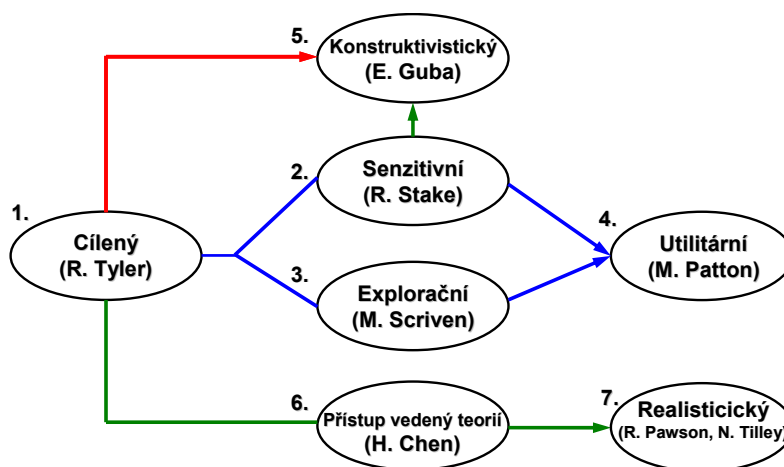 5.
Konstruktivistický
(E. Guba)
2.
Senzitivní
(R. Stake)
1.
Cílený
(R. Tyler)
4.
Utilitární
(M. Patton)
3.
Explorační
(M. Scriven)
6.
Přístup vedený teorií
(H. Chen)
7.
Realisticický
(R. Pawson, N. Tilley)